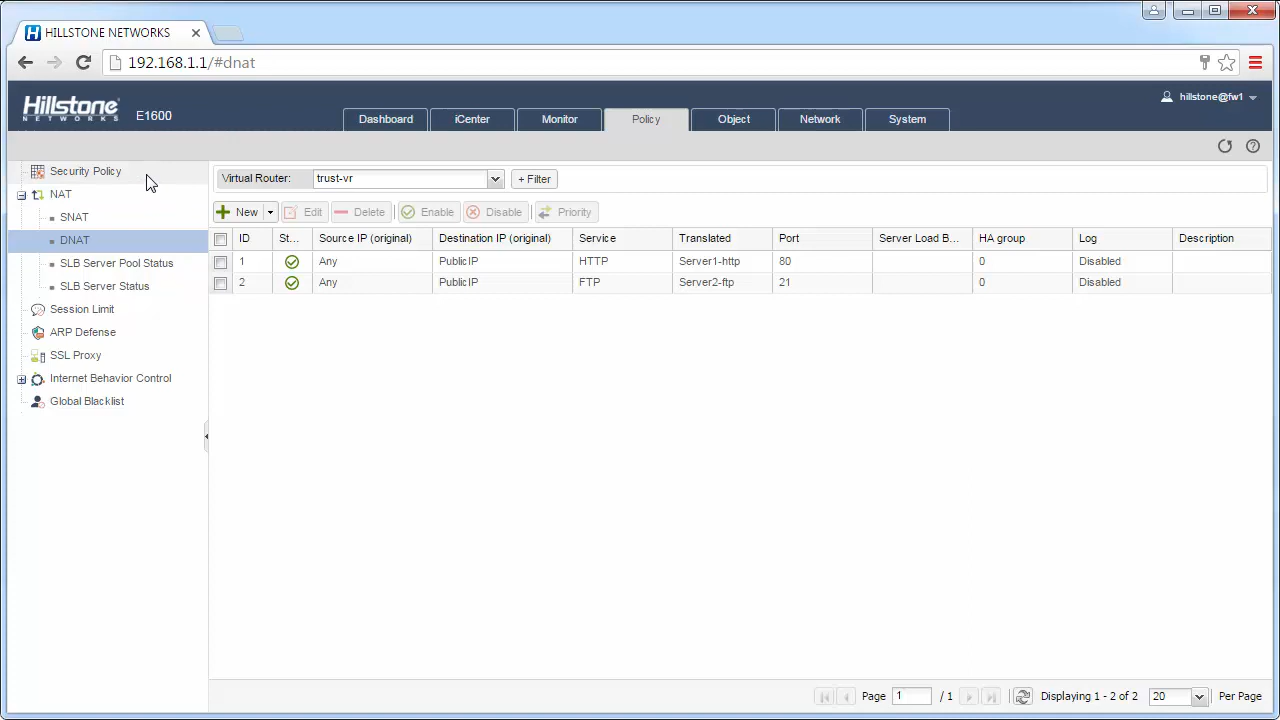 HILLSTONE NETWORKS
192.168.1.1/#dnat
Hillstone NETWORKS E1600
hillstone@fw1
Dashboard iCenter Monitor Policy Object Network System
Security Policy
NAT
SNAT
DNAT
SLB Server Pool Status
SLB Server Status
Session Limit
ARP Defense
SSL Proxy
Internet Behavior Control
Global Blacklist
Virtual Router: trust-vr + Filter
New Edit Delete Enable Disable Priority
ID St... Source IP (original) Destination IP (original) Service Translated Port Server Load B... HA group Log Description
1 Any PublicIP HTTP Server1-http 80 0 Disabled
2 Any PublicIP FTP Server2-ftp 21 0 Disabled
Page 1 / 1 Displaying 1 - 2 of 2 20 Per Page